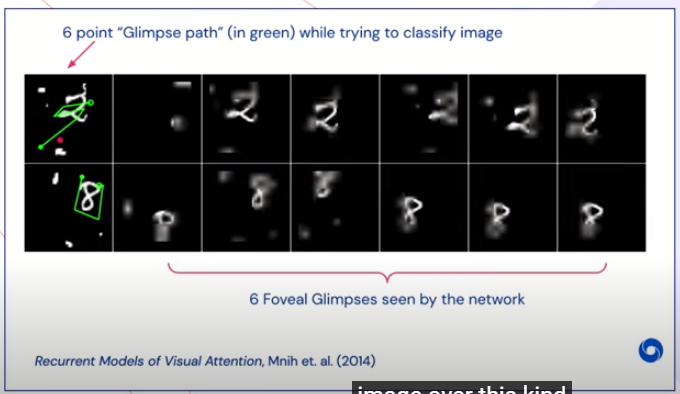 6 point “Glimpse path” (in green) while trying to classify image
6 Foveal Glimpses seen by the network
Recurrent Models of Visual Attention, Mnih et. al. (2014)
image over this kind